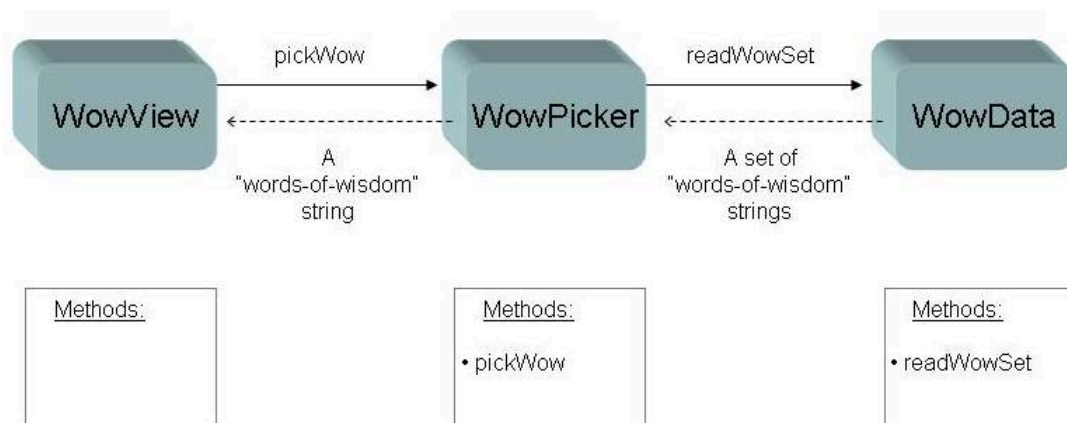 pickWow
readWowSet
WowView
WowPicker
WowData
A
"words-of-wisdom"
string
A set of
"words-of-wisdom"
strings
Methods:
Methods:
• pickWow
Methods:
• readWowSet